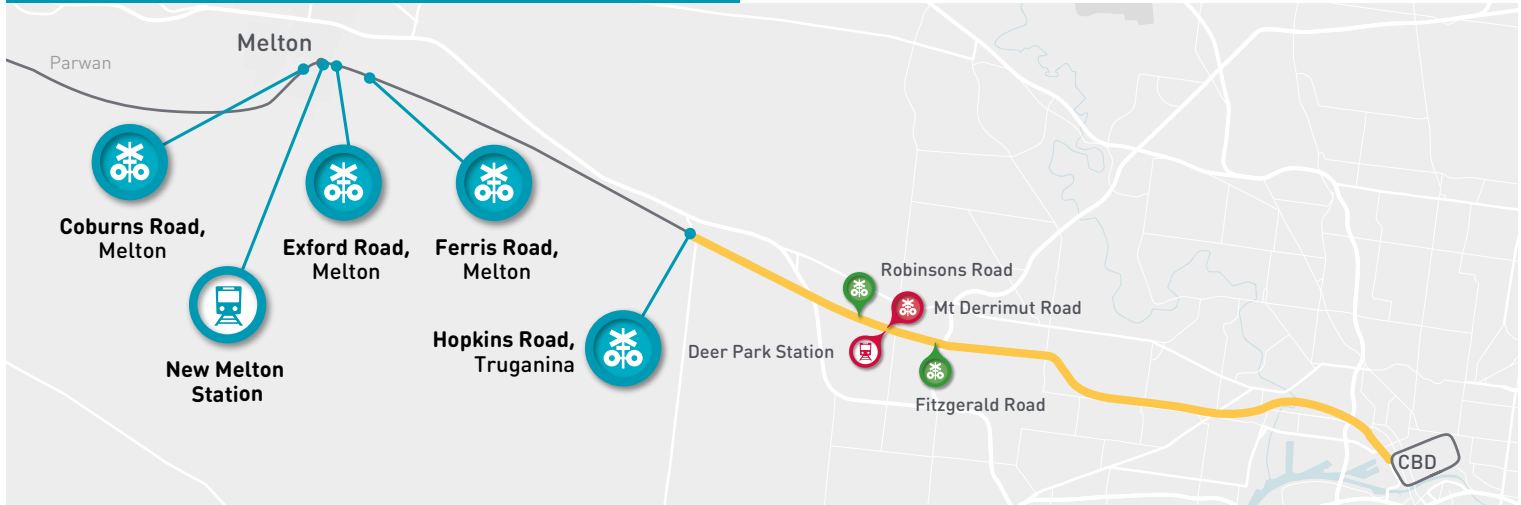 Melton
Parwan
Coburns Road,
Melton
Exford Road,
Melton
Ferris Road,
Melton
New Melton
Station
Hopkins Road,
Truganina
Robinsons Road
Mt Derrimut Road
Deer Park Station
Fitzgerald Road
CBD